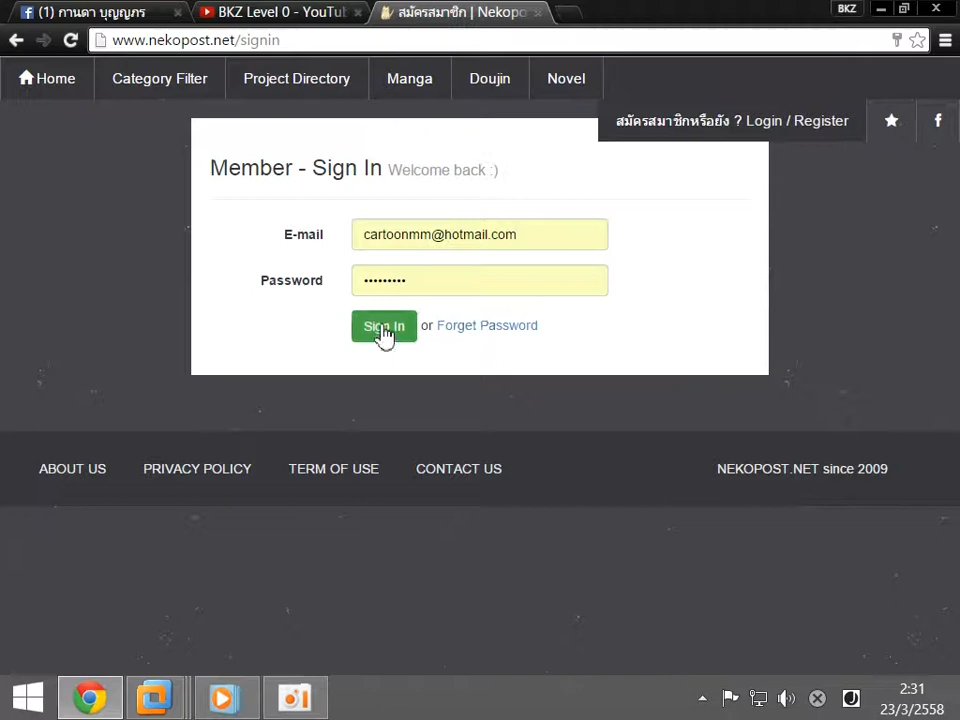 (1) กานดา บุญญภร
BKZ Level 0 - YouTub
สมัครสมาชิก | Nekopo
BKZ
www.nekopost.net/signin
Home
Category Filter
Project Directory
Manga
Doujin
Novel
สมัครสมาชิกหรือยัง ? Login / Register
Member - Sign In Welcome back :)
E-mail
cartoonmm@hotmail.com
Password
•••••••••
Sign In or Forget Password
ABOUT US
PRIVACY POLICY
TERM OF USE
CONTACT US
NEKOPOST.NET since 2009
2:31
23/3/2558